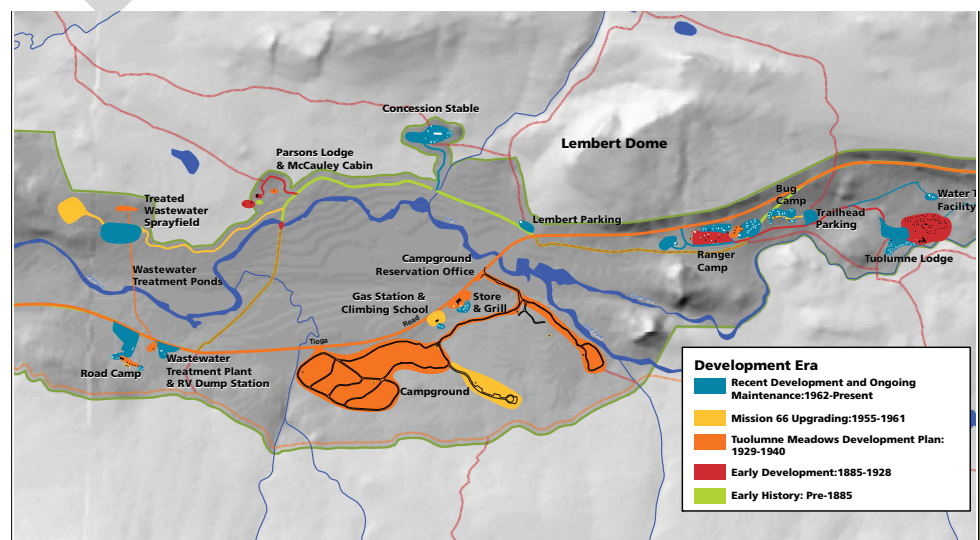 Concession Stable
Lembert Dome
Parsons Lodge
& McCauley Cabin
Treated
Wastewater
Sprayfield
Bug
Camp
Water
Facility
Lembert Parking
Trailhead
Parking
Ranger
Camp
Tuolumne Lodge
Campground
Reservation Office
Wastewater
Treatment Ponds
Gas Station &
Climbing School
Store
& Grill
Road
Tioga
Road Camp
Wastewater
Treatment Plant
& RV Dump Station
Campground
Development Era
Recent Development and Ongoing
Maintenance:1962-Present
Mission 66 Upgrading:1955-1961
Tuolumne Meadows Development Plan:
1929-1940
Early Development:1885-1928
Early History: Pre-1885